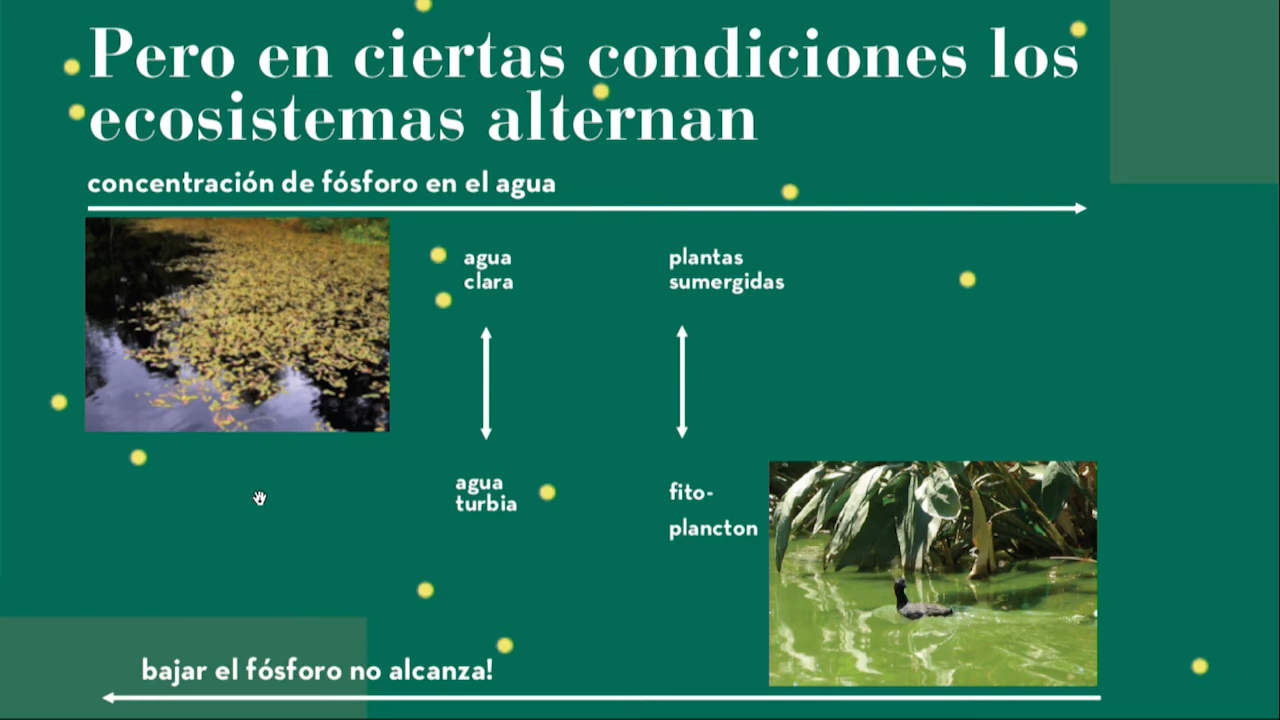 Pero en ciertas condiciones los
ecosistemas alternan
concentración de fósforo en el agua
agua
clara
plantas
sumergidas
agua
turbia
fito-
plancton
bajar el fósforo no alcanza!